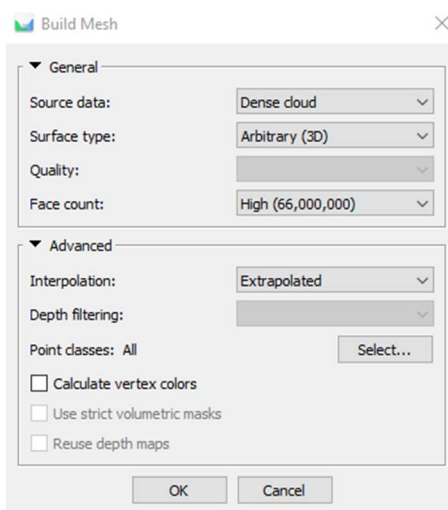 Build Mesh
General
Source data: Dense cloud
Surface type: Arbitrary (3D)
Quality:
Face count: High (66,000,000)
Advanced
Interpolation: Extrapolated
Depth filtering:
Point classes: All Select...
Calculate vertex colors
Use strict volumetric masks
Reuse depth maps
OK Cancel